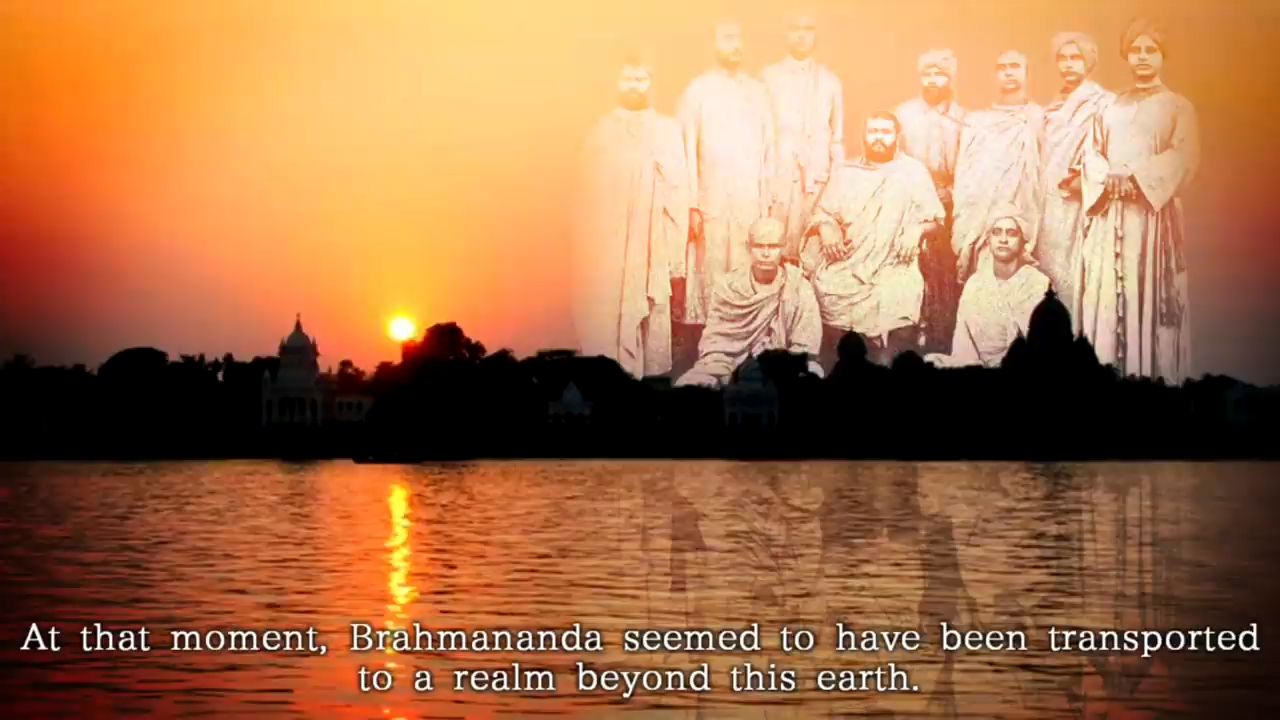 At that moment, Brahmananda seemed to have been transported
to a realm beyond this earth.